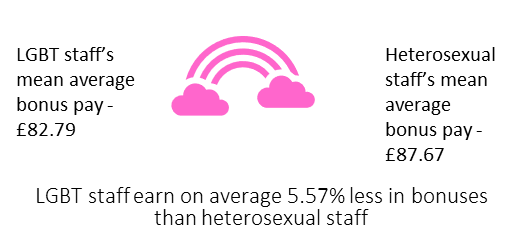 LGBT staff's
mean average
bonus pay -
£82.79
Heterosexual
staff's mean
average
bonus pay -
£87.67
LGBT staff earn on average 5.57% less in bonuses
than heterosexual staff